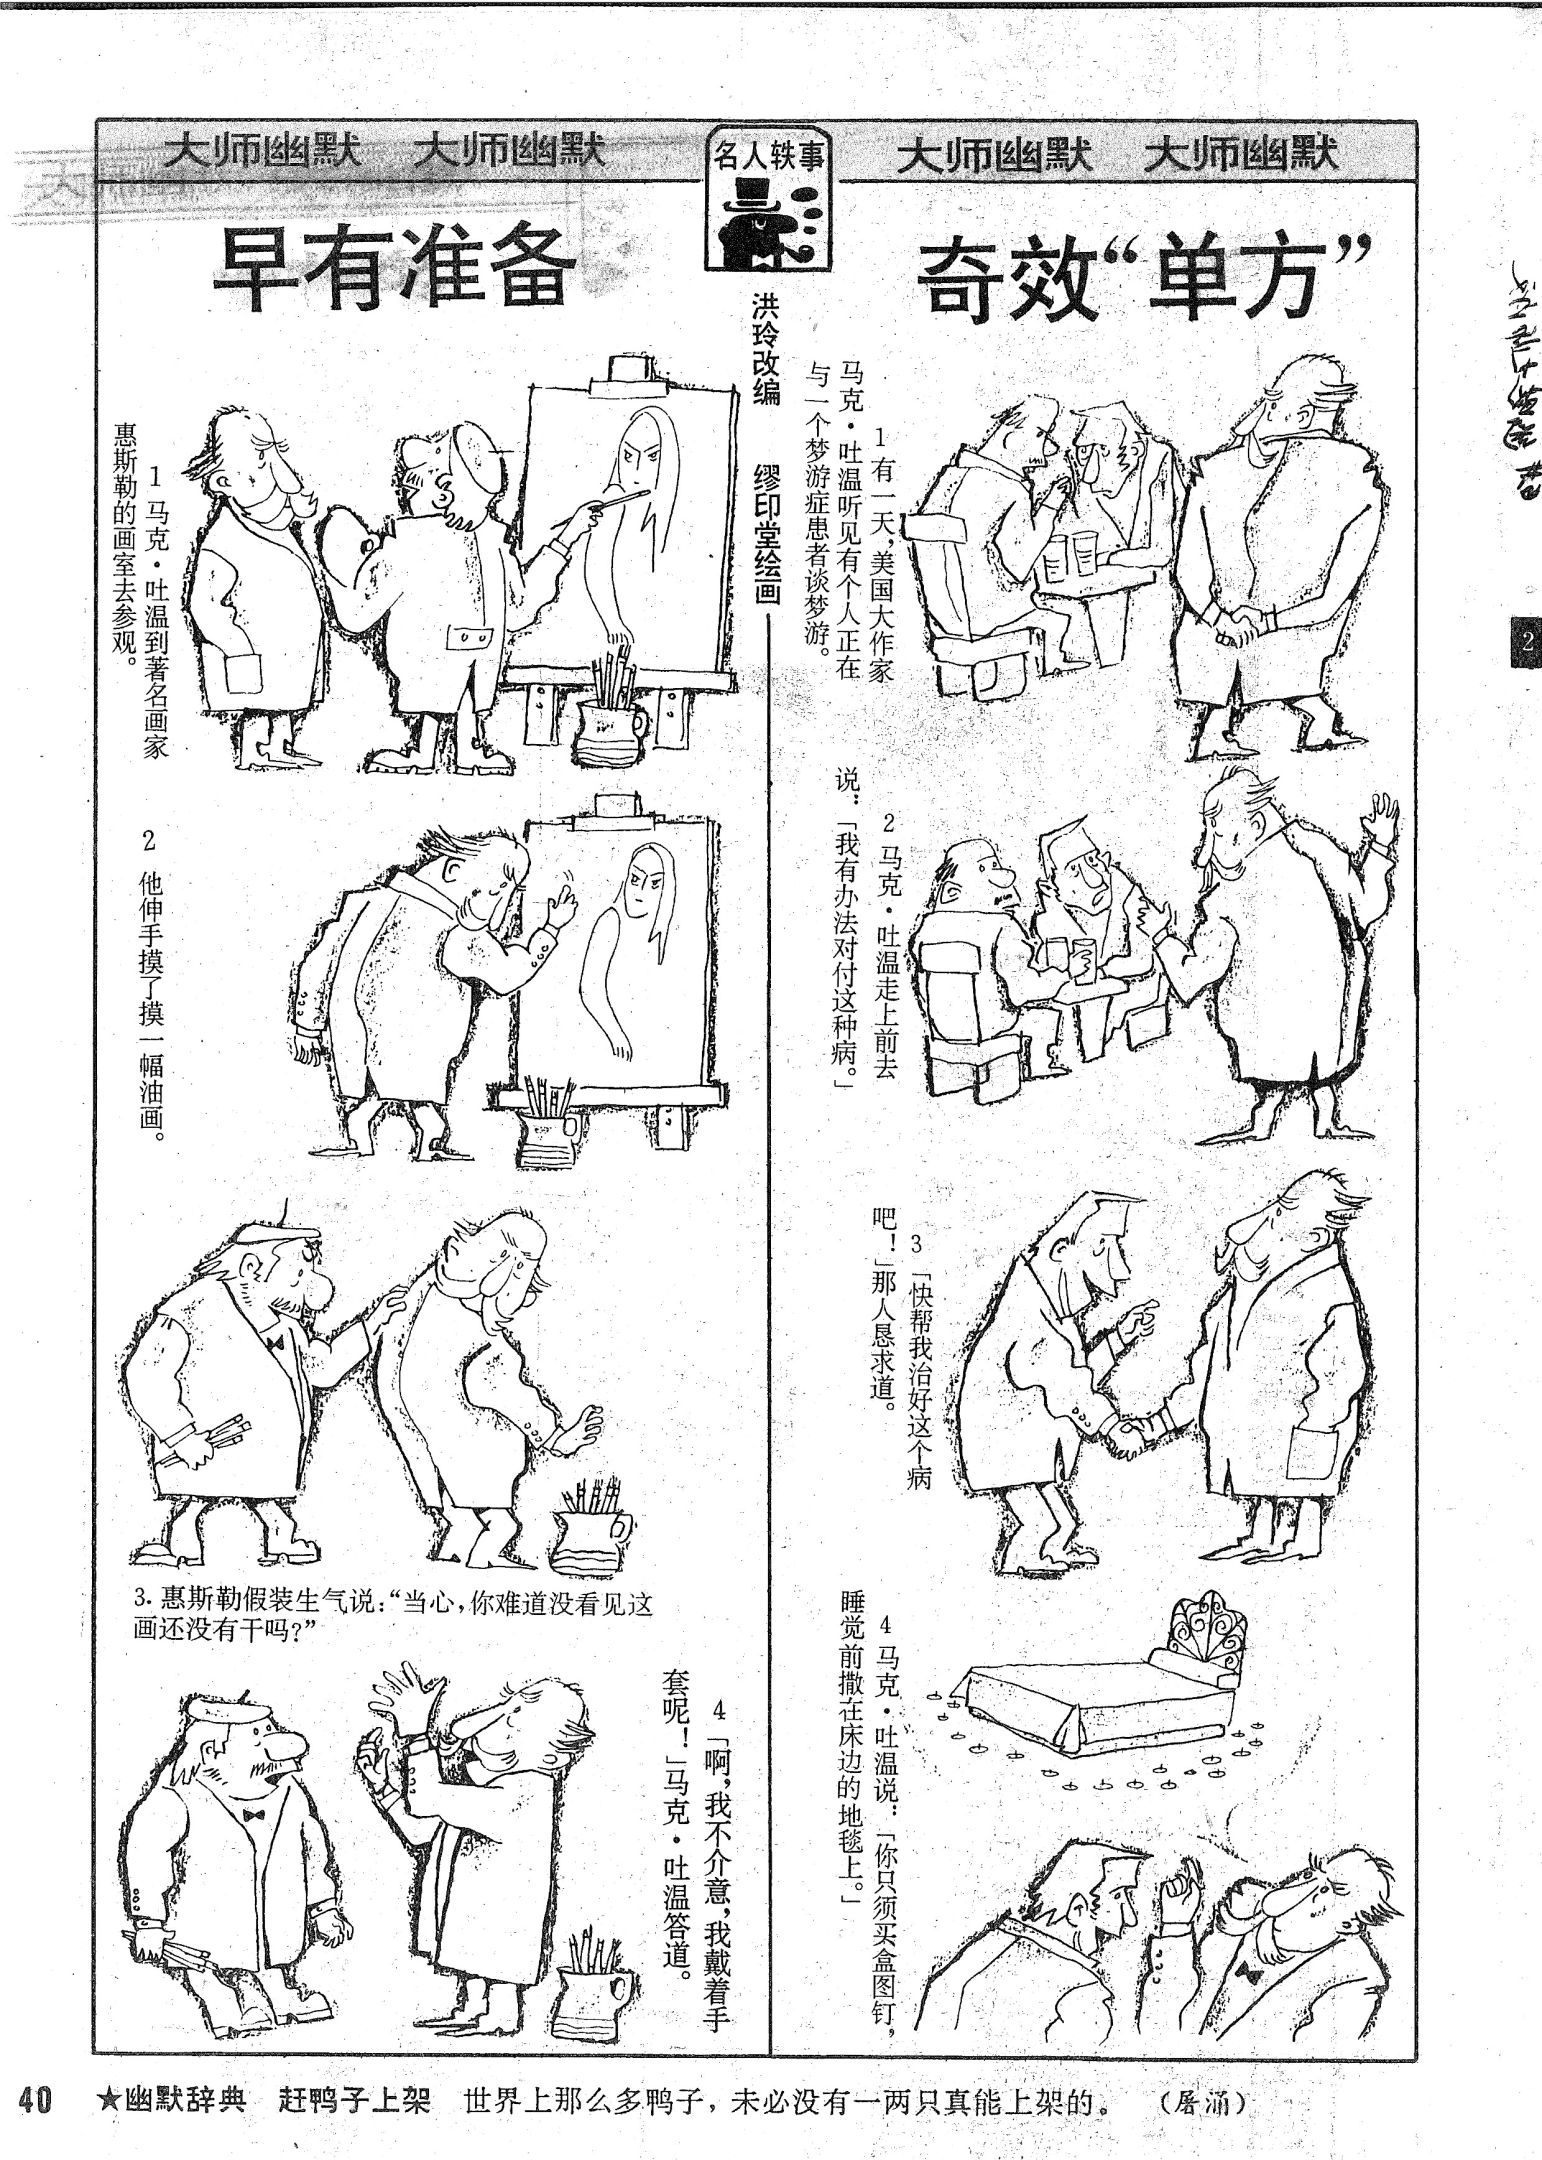 大师幽默 大师幽默
名人轶事
大师幽默 大师幽默
早有准备
奇效“单方”
洪玲改编 缪印堂绘画
1 马克·吐温到著名画家
惠斯勒的画室去参观。
2 他伸手摸了摸一幅油画。
3. 惠斯勒假装生气说:“当心,你难道没看见这
画还没有干吗?”
4 「啊,我不介意,我戴着手
套呢!」马克·吐温答道。
1 有一天,美国大作家
马克·吐温听见有个人正在
与一个梦游症患者谈梦游。
2 马克·吐温走上前去
说:「我有办法对付这种病。」
3 「快帮我治好这个病
吧!」那人恳求道。
4 马克·吐温说:「你只须买盒图钉,
睡觉前撒在床边的地毯上。」
2
40 ★幽默辞典 赶鸭子上架 世界上那么多鸭子,未必没有一两只真能上架的。 (屠涌)